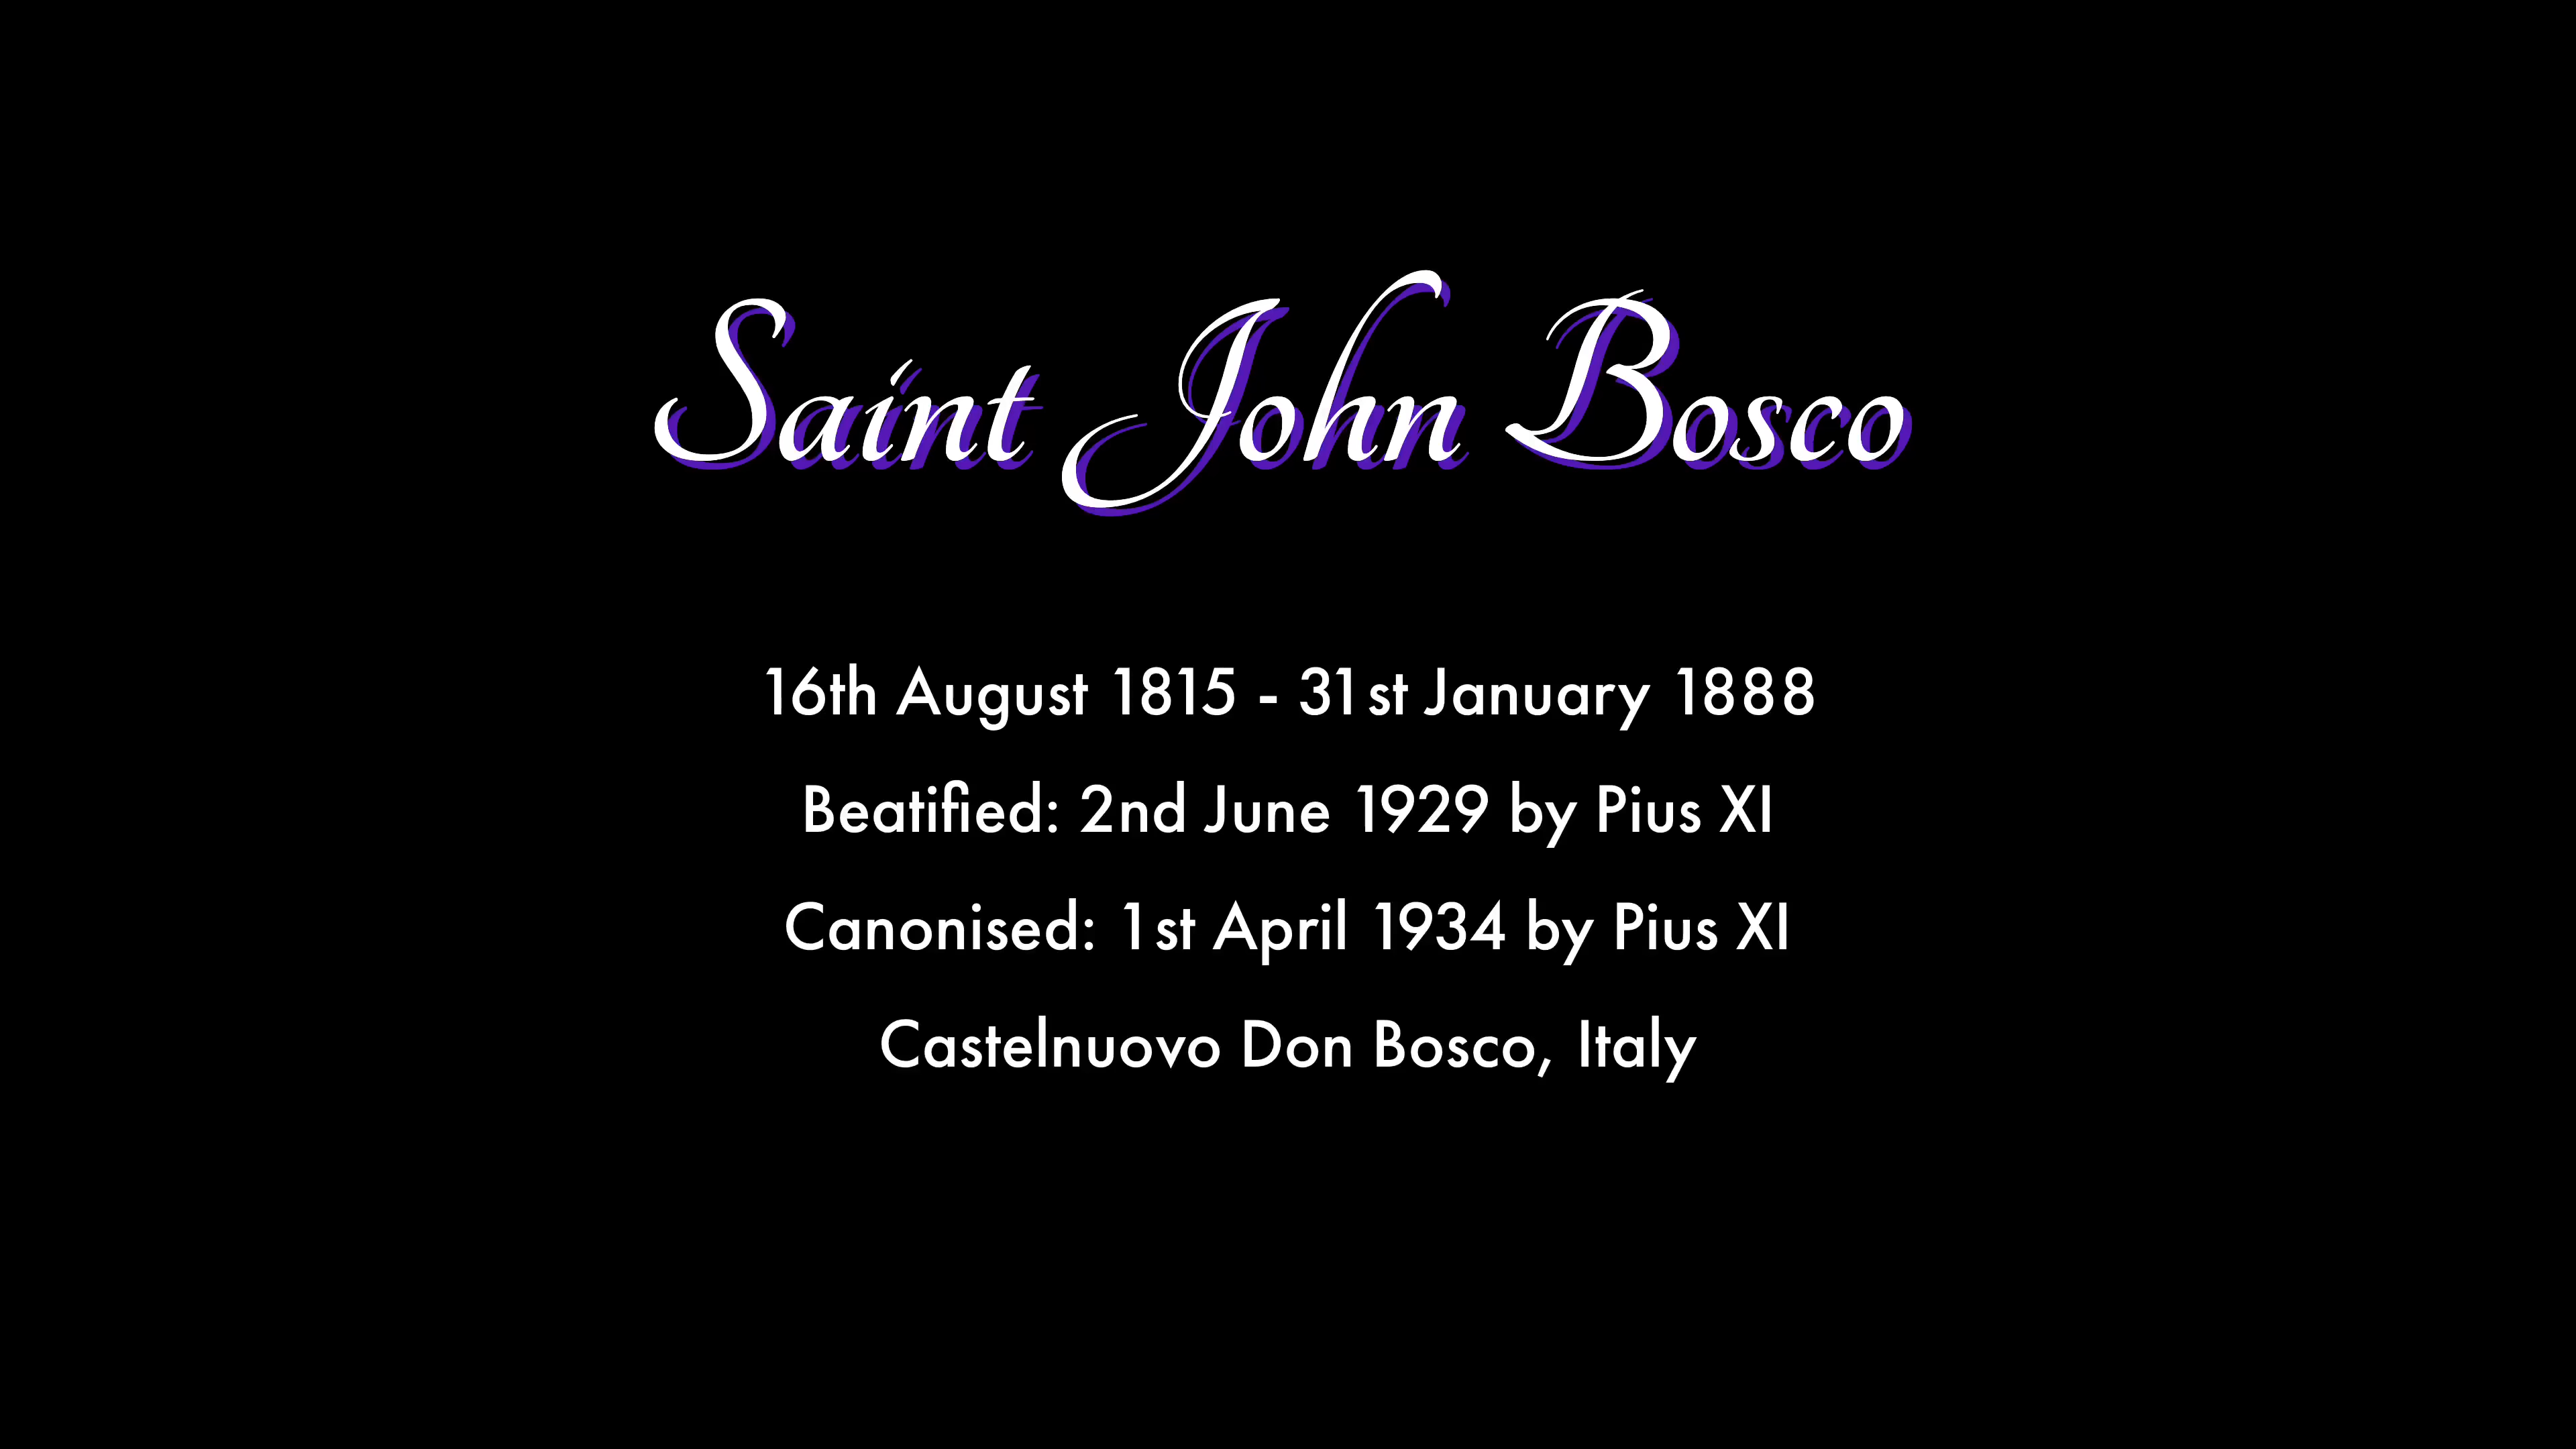 Saint John Bosco
16th August 1815 - 31st January 1888
Beatified: 2nd June 1929 by Pius XI
Canonised: 1st April 1934 by Pius XI
Castelnuovo Don Bosco, Italy